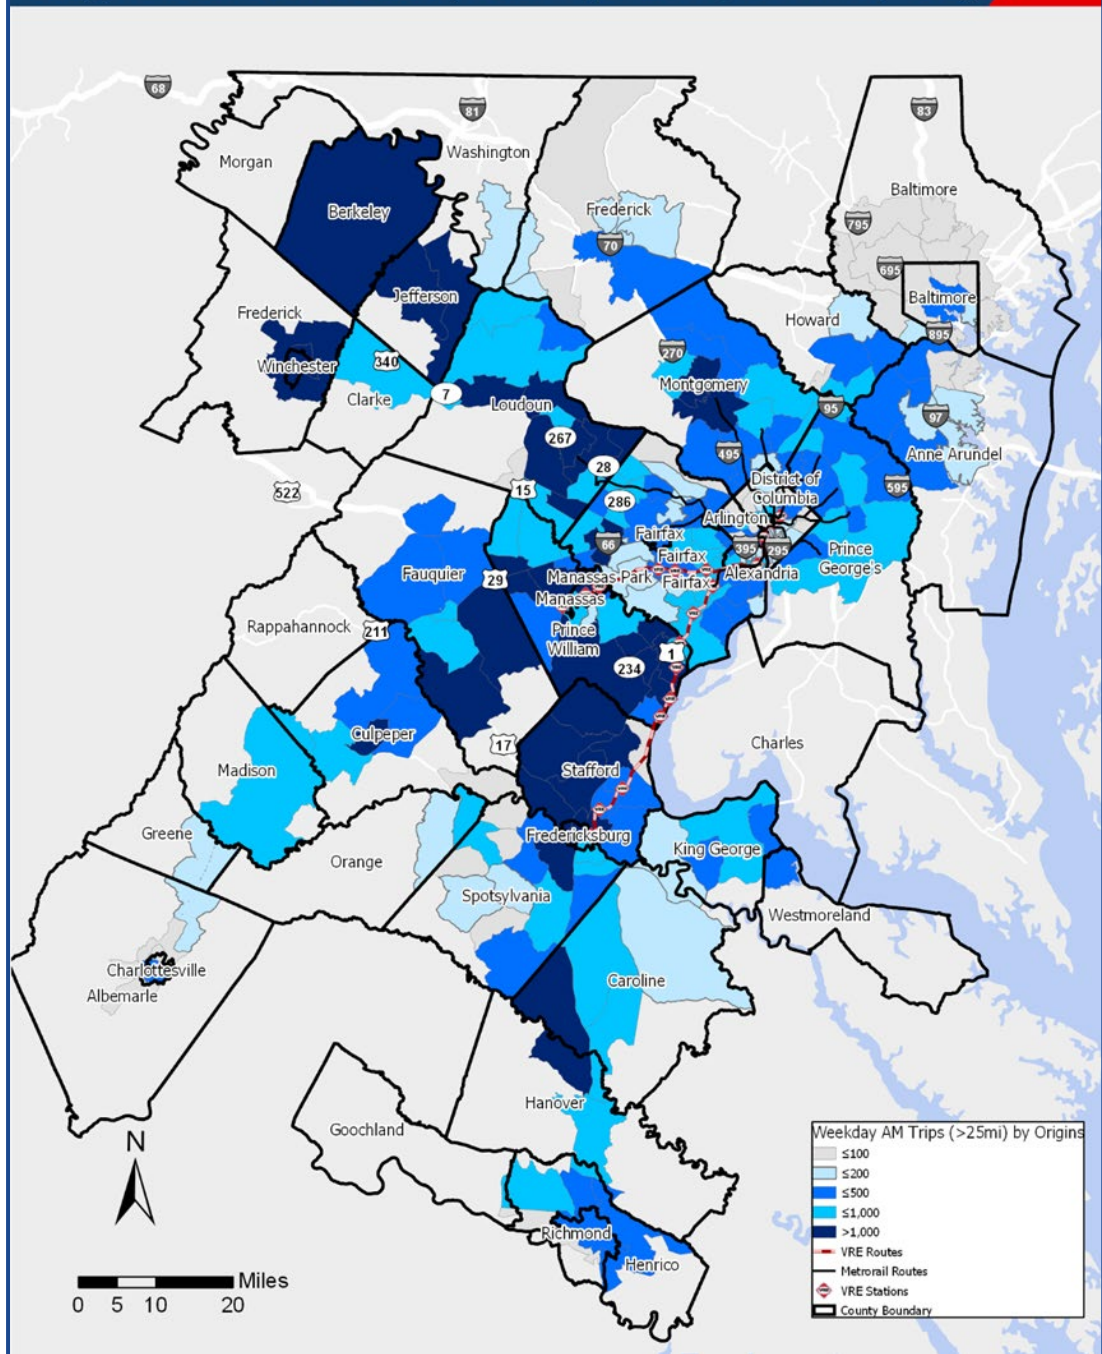 68
81
83
Morgan
Washington
Baltimore
Berkeley
Frederick
795
70
695
Jefferson
Baltimore
Frederick
Howard
895
340
270
Winchester
Montgomery
Clarke
7
Loudoun
95
97
267
495
Anne Arundel
28
District of
Columbia
522
15
286
595
Arlington
Fairfax
66
395
295
Fairfax
Prince
George's
Fauquier
29
Manassas Park
Fairfax
Alexandria
Manassas
Rappahannock
211
Prince
William
1
234
Culpeper
17
Charles
Madison
Stafford
Greene
Fredericksburg
King George
Orange
Spotsylvania
Westmoreland
Charlottesville
Caroline
Albemarle
Hanover
Goochland
N
Weekday AM Trips (>25mi) by Origins
≤100
≤200
≤500
≤1,000
>1,000
VRE Routes
Metrorail Routes
VRE Stations
County Boundary
Richmond
Henrico
Miles
0 5 10 20